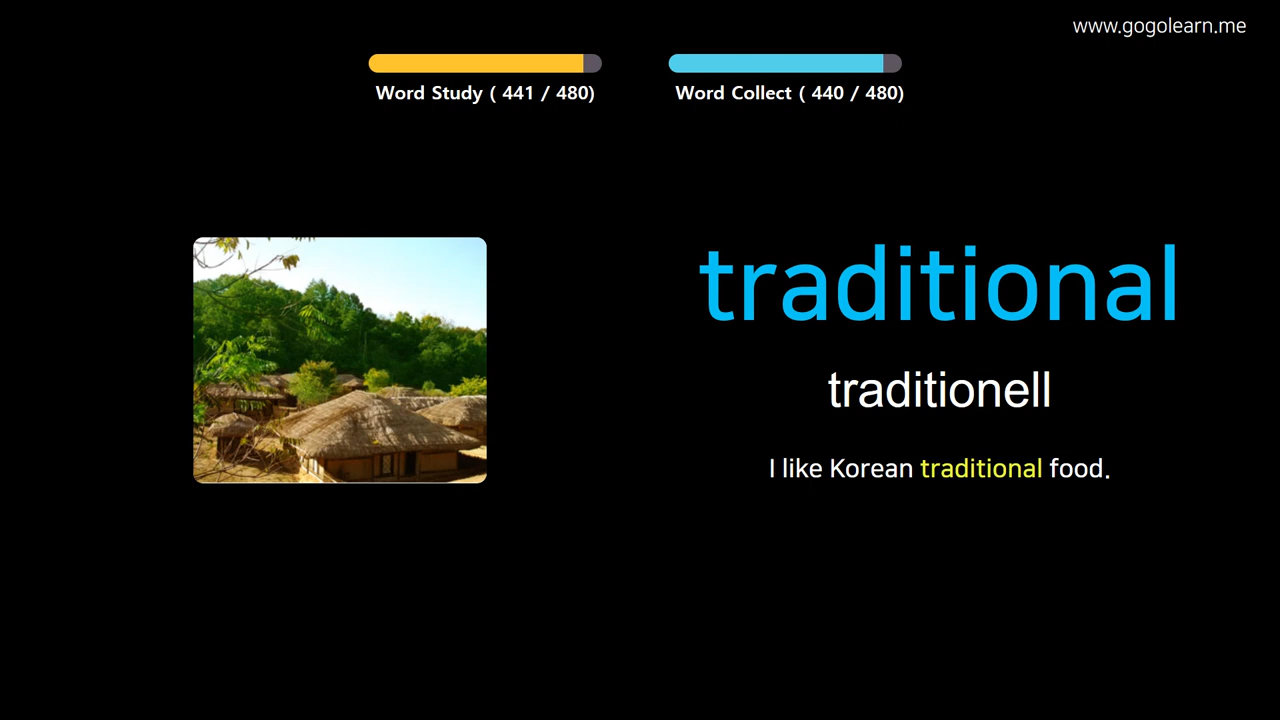 www.gogolearn.me
Word Study ( 441 / 480)
Word Collect ( 440 / 480)
traditional
traditionell
I like Korean traditional food.